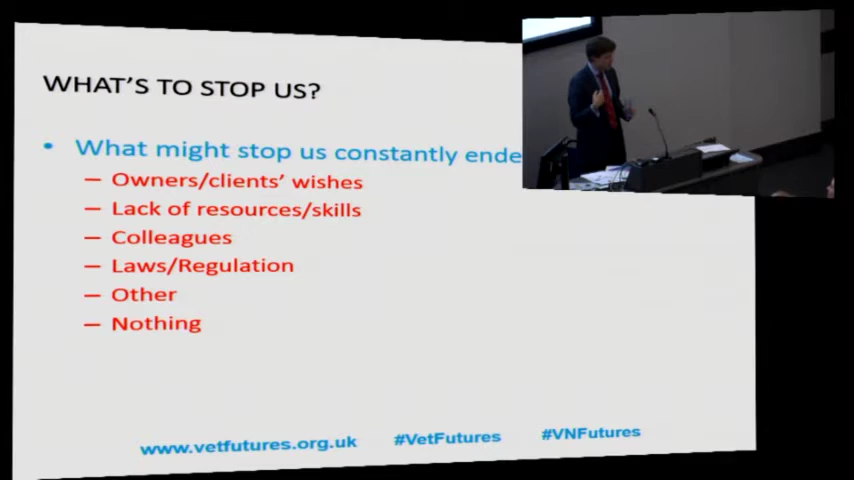 WHAT'S TO STOP US?
• What might stop us constantly ende
– Owners/clients' wishes
– Lack of resources/skills
– Colleagues
– Laws/Regulation
– Other
– Nothing
www.vetfutures.org.uk #VetFutures #VNFutures